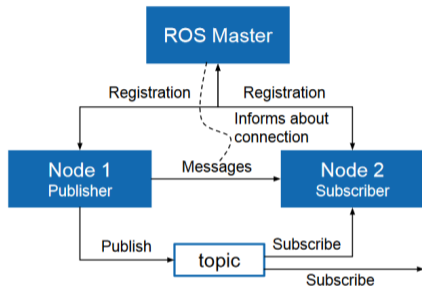 ROS Master
Registration
Registration
Informs about
connection
Node 1
Publisher
Messages
Node 2
Subscriber
Publish
topic
Subscribe
Subscribe